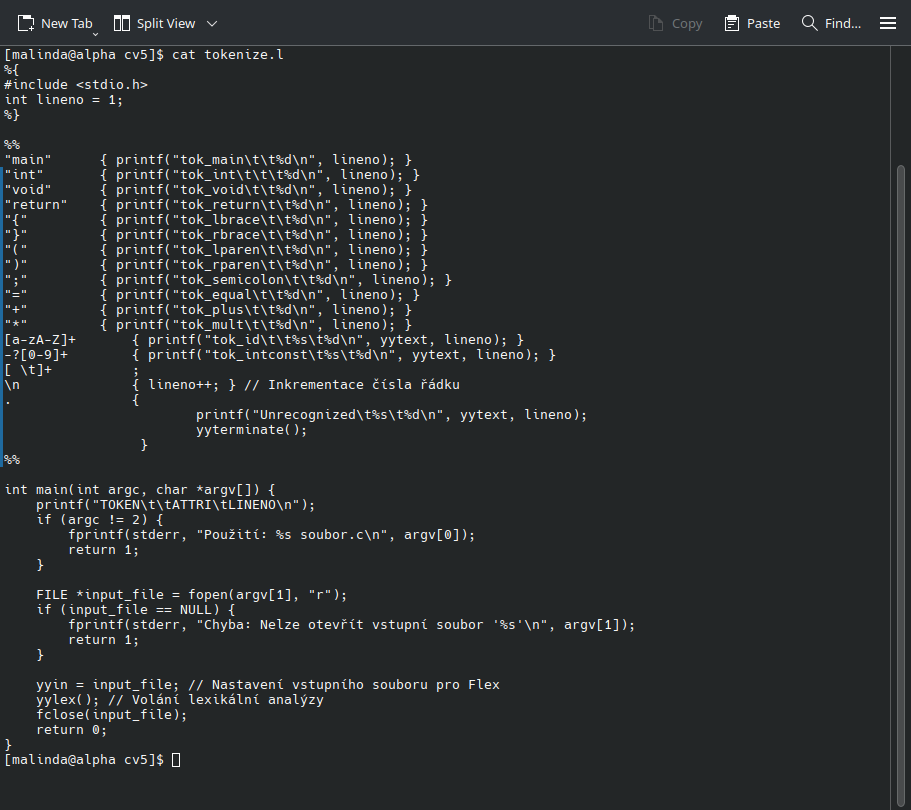 New Tab Split View Copy Paste Find...
[malinda@alpha cv5]$ cat tokenize.l
%{
#include <stdio.h>
int lineno = 1;
%}

%%
"main"      { printf("tok_main\t\t%d\n", lineno); }
"int"       { printf("tok_int\t\t\t%d\n", lineno); }
"void"      { printf("tok_void\t\t%d\n", lineno); }
"return"    { printf("tok_return\t\t%d\n", lineno); }
"{"         { printf("tok_lbrace\t\t%d\n", lineno); }
"}"         { printf("tok_rbrace\t\t%d\n", lineno); }
"("         { printf("tok_lparen\t\t%d\n", lineno); }
")"         { printf("tok_rparen\t\t%d\n", lineno); }
";"         { printf("tok_semicolon\t\t%d\n", lineno); }
"="         { printf("tok_equal\t\t%d\n", lineno); }
"+"         { printf("tok_plus\t\t%d\n", lineno); }
"*"         { printf("tok_mult\t\t%d\n", lineno); }
[a-zA-Z]+       { printf("tok_id\t\t%s\t%d\n", yytext, lineno); }
-?[0-9]+        { printf("tok_intconst\t%s\t%d\n", yytext, lineno); }
[ \t]+          ;
\n              { lineno++; } // Inkrementace čísla řádku
.               {
                        printf("Unrecognized\t%s\t%d\n", yytext, lineno);
                        yyterminate();
                 }
%%

int main(int argc, char *argv[]) {
    printf("TOKEN\t\tATTRI\tLINENO\n");
    if (argc != 2) {
        fprintf(stderr, "Použití: %s soubor.c\n", argv[0]);
        return 1;
    }

    FILE *input_file = fopen(argv[1], "r");
    if (input_file == NULL) {
        fprintf(stderr, "Chyba: Nelze otevřít vstupní soubor '%s'\n", argv[1]);
        return 1;
    }

    yyin = input_file; // Nastavení vstupního souboru pro Flex
    yylex(); // Volání lexikální analýzy
    fclose(input_file);
    return 0;
}
[malinda@alpha cv5]$